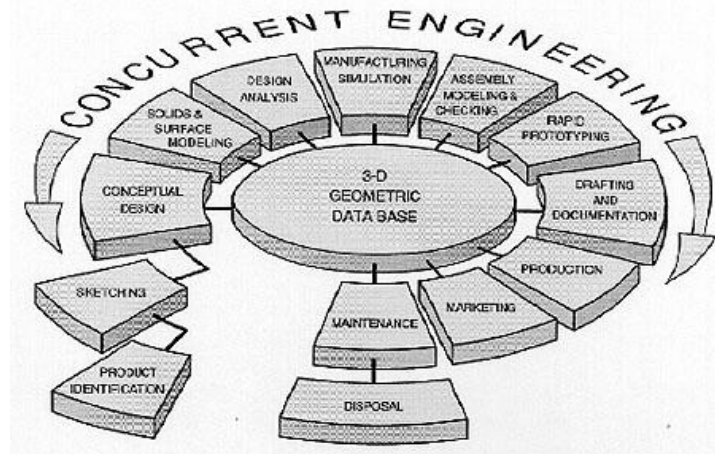 CONCURRENT ENGINEERING
MANUFACTURING
SIMULATION
DESIGN
ANALYSIS
ASSEMBLY
MODELING &
CHECKING
SOLIDS &
SURFACE
MODELING
RAPID
PROTOTYPING
CONCEPTUAL
DESIGN
3-D
GEOMETRIC
DATA BASE
DRAFTING
AND
DOCUMENTATION
SKETCHING
PRODUCTION
MAINTENANCE
MARKETING
PRODUCT
IDENTIFICATION
DISPOSAL